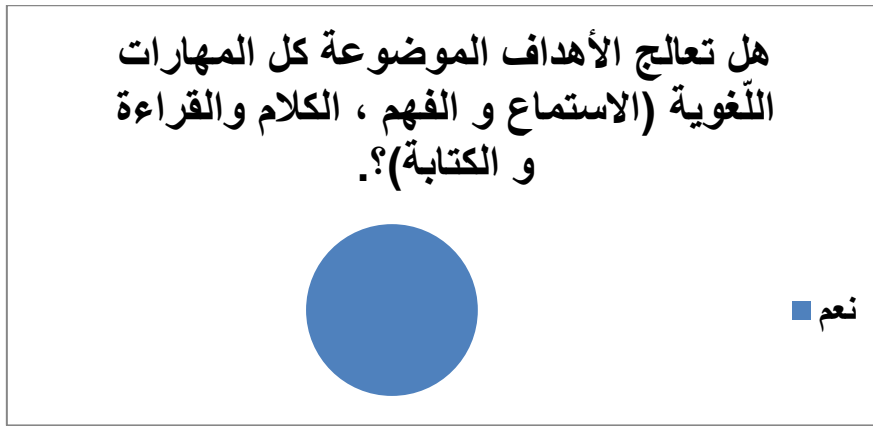 هل تعالج الأهداف الموضوعة كل المهارات
اللّغوية (الاستماع و الفهم ، الكلام والقراءة
و الكتابة)؟.
نعم